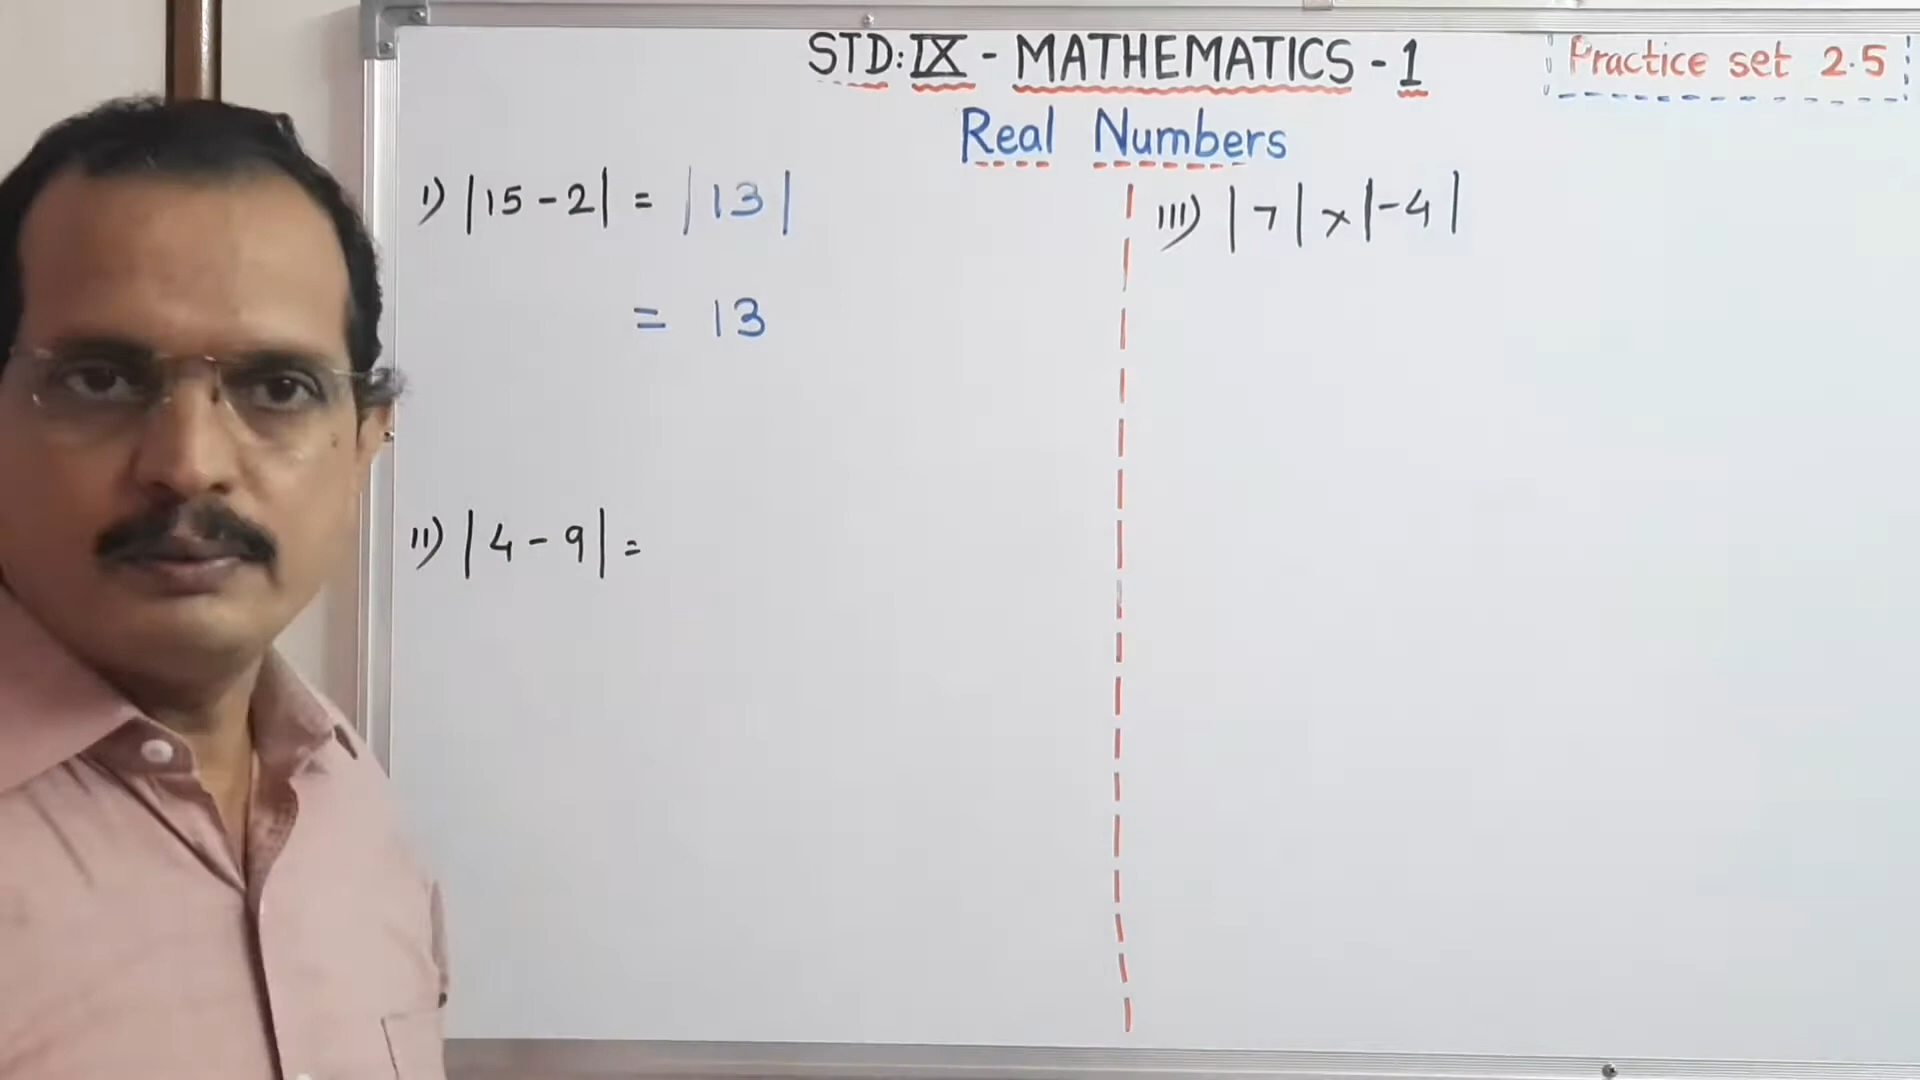 STD: IX - MATHEMATICS - 1
Practice set 2.5
Real Numbers
I) |15 - 2| = |13|
= 13
II) |4 - 9| =
III) |7| × |-4|